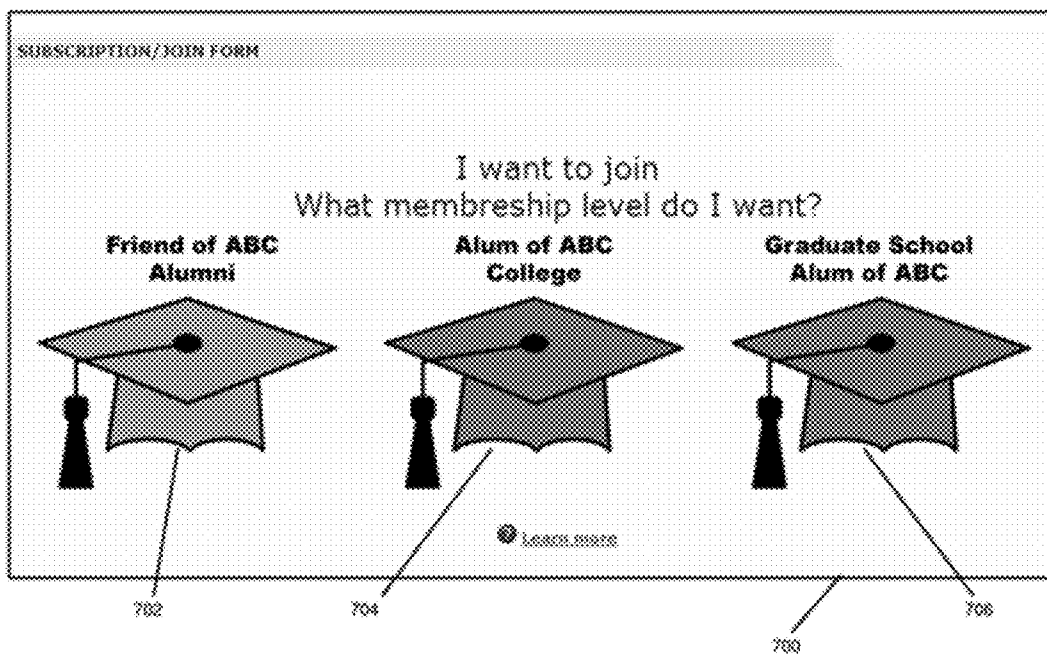 SUBSCRIPTION/JOIN FORM
I want to join
What membreship level do I want?
Friend of ABC
Alumni
Alum of ABC
College
Graduate School
Alum of ABC
? Learn more
702
704
706
700